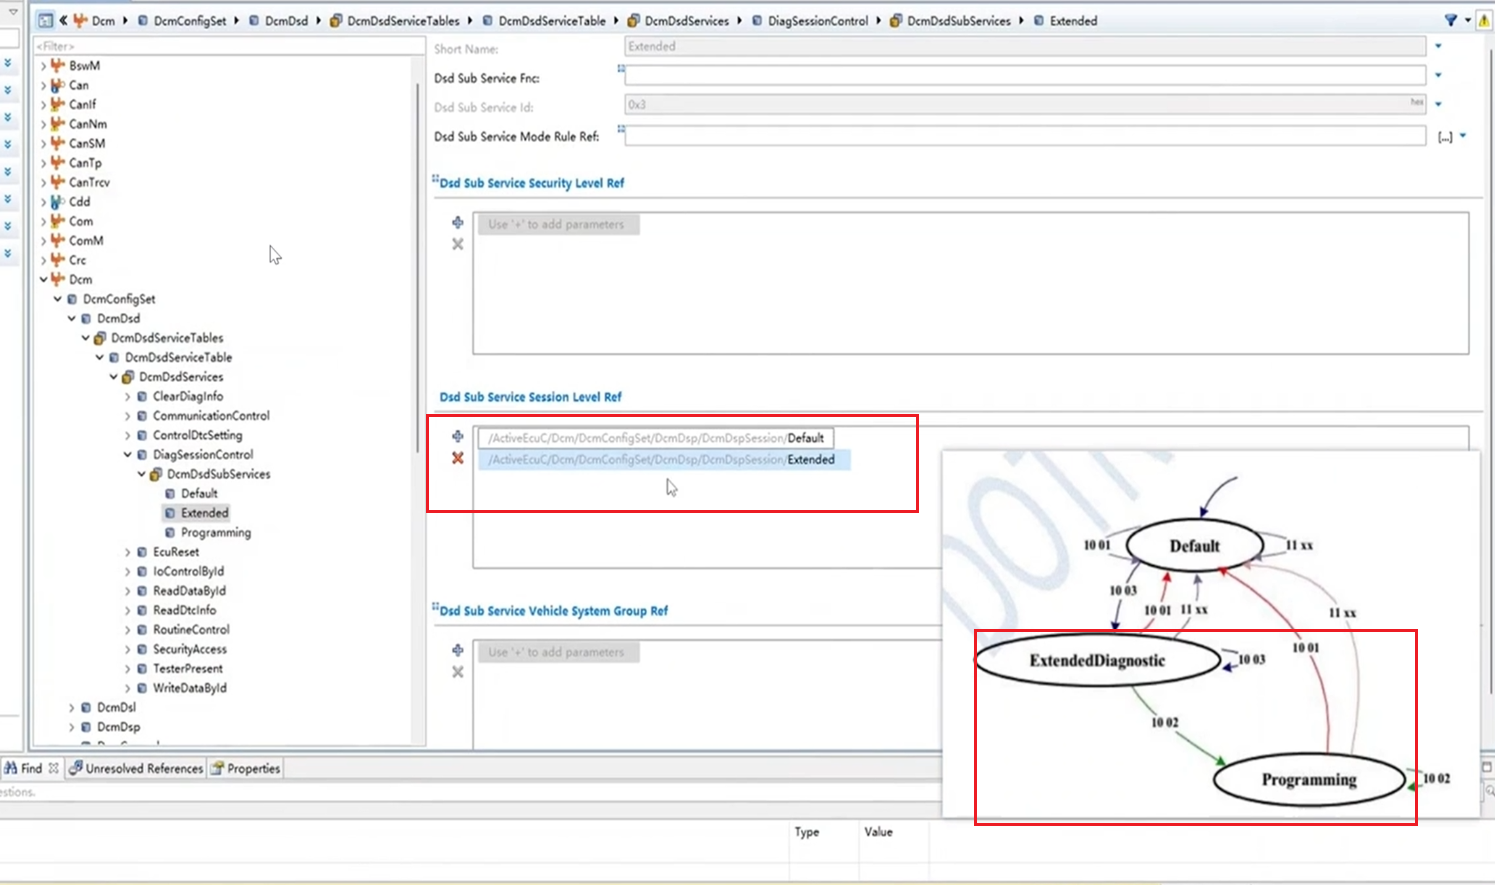 Dcm
DcmConfigSet
DcmDsd
DcmDsdServiceTables
DcmDsdServiceTable
DcmDsdServices
DiagSessionControl
DcmDsdSubServices
Extended
<Filter>
BswM
Can
CanIf
CanNm
CanSM
CanTp
CanTrcv
Cdd
Com
ComM
Crc
Dcm
DcmConfigSet
DcmDsd
DcmDsdServiceTables
DcmDsdServiceTable
DcmDsdServices
ClearDiagInfo
CommunicationControl
ControlDtcSetting
DiagSessionControl
DcmDsdSubServices
Default
Extended
Programming
EcuReset
IoControlById
ReadDataById
ReadDtcInfo
RoutineControl
SecurityAccess
TesterPresent
WriteDataById
DcmDsl
DcmDsp
Short Name:
Extended
Dsd Sub Service Fnc:
Dsd Sub Service Id:
0x3
hex
Dsd Sub Service Mode Rule Ref:
[...]
Dsd Sub Service Security Level Ref
Use '+' to add parameters
Dsd Sub Service Session Level Ref
/ActiveEcuC/Dcm/DcmConfigSet/DcmDsp/DcmDspSession/Default
/ActiveEcuC/Dcm/DcmConfigSet/DcmDsp/DcmDspSession/Extended
Dsd Sub Service Vehicle System Group Ref
Use '+' to add parameters
10 01
Default
11 xx
10 03
10 01
11 xx
11 xx
ExtendedDiagnostic
10 03
10 01
10 02
Programming
10 02
Find
Unresolved References
Properties
estions.
Type
Value